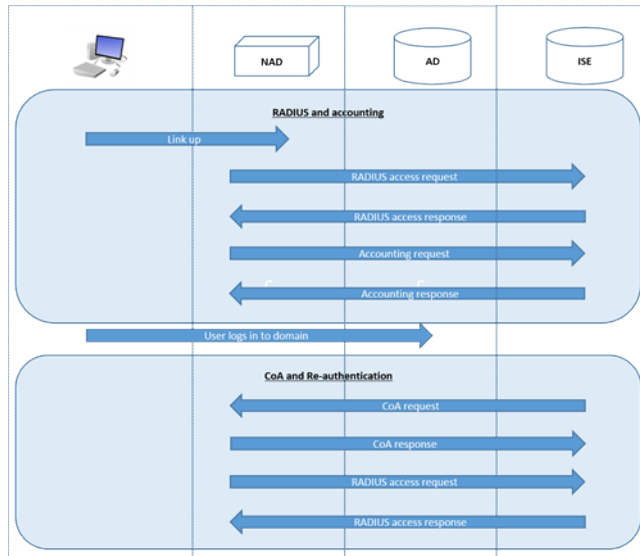 NAD
AD
ISE
RADIUS and accounting
Link up
RADIUS access request
RADIUS access response
Accounting request
C
C
Accounting response
User logs in to domain
CoA and Re-authentication
CoA request
CoA response
RADIUS access request
RADIUS access response